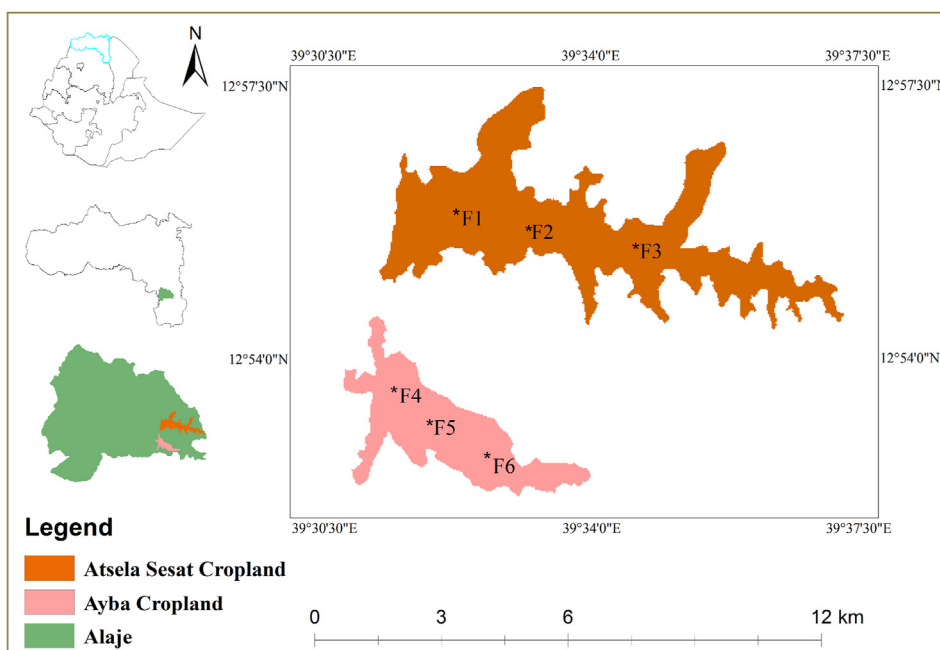 N
39°30'30"E 39°34'0"E 39°37'30"E
12°57'30"N 12°57'30"N
*F1
*F2
*F3
12°54'0"N 12°54'0"N
*F4
*F5
*F6
39°30'30"E 39°34'0"E 39°37'30"E
Legend
Atsela Sesat Cropland
Ayba Cropland
Alaje
0 3 6 12 km